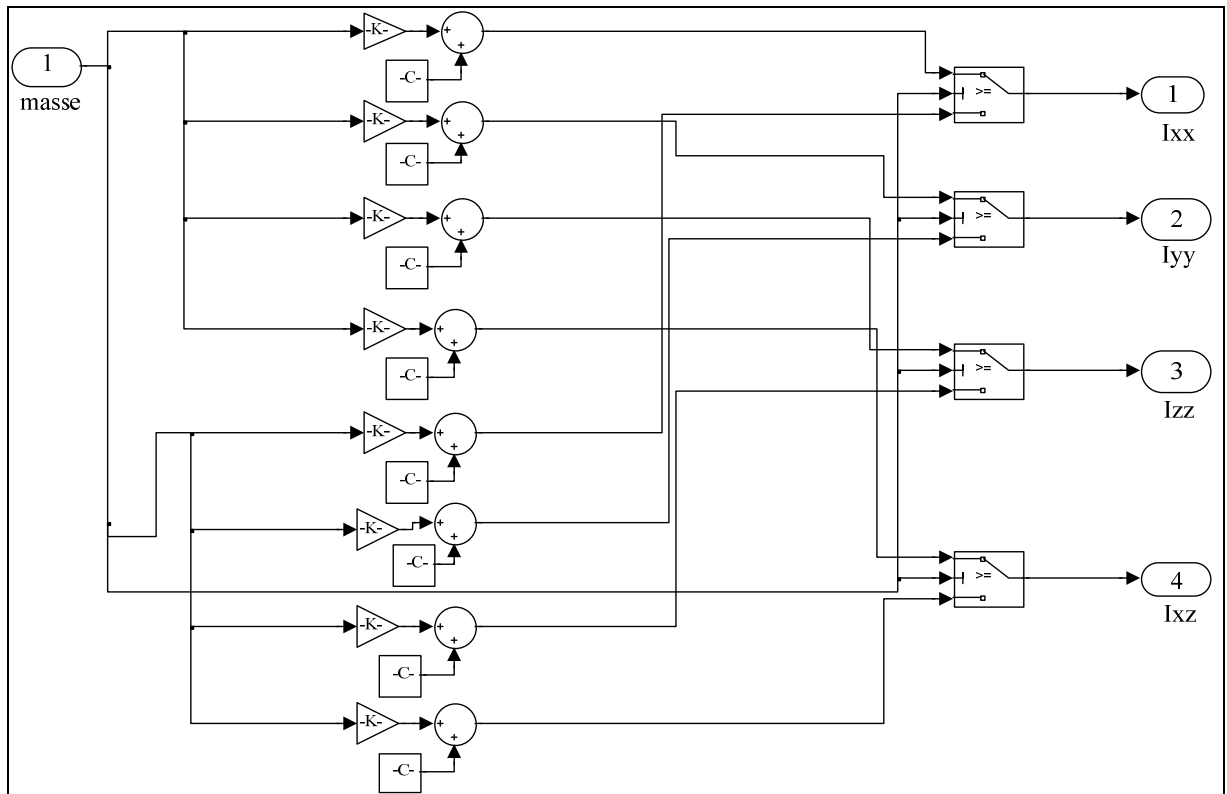 1
masse
-K-
+
+
-C-
-K-
+
+
-C-
-K-
+
+
-C-
-K-
+
+
-C-
-K-
+
+
-C-
-K-
+
+
-C-
-K-
+
+
-C-
-K-
+
+
-C-
>=
1
Ixx
>=
2
Iyy
>=
3
Izz
>=
4
Ixz